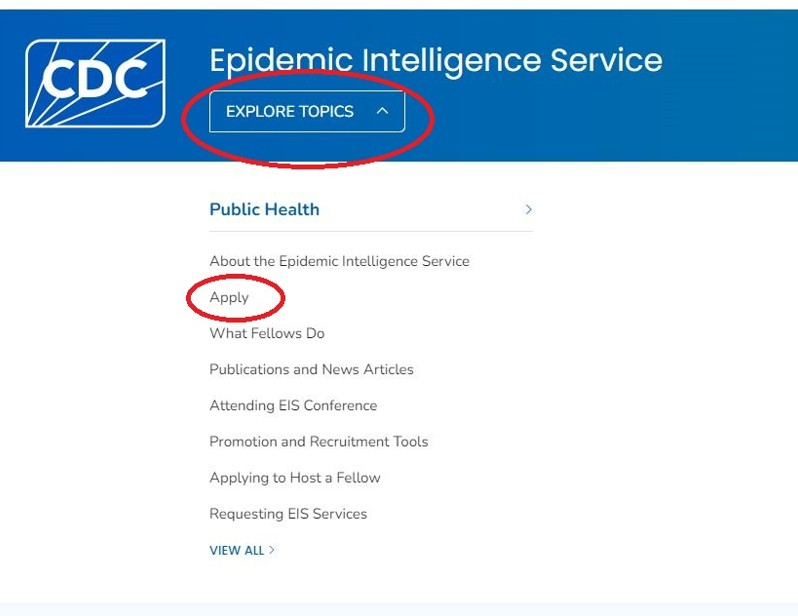 CDC
Epidemic Intelligence Service
EXPLORE TOPICS
Public Health
About the Epidemic Intelligence Service
Apply
What Fellows Do
Publications and News Articles
Attending EIS Conference
Promotion and Recruitment Tools
Applying to Host a Fellow
Requesting EIS Services
VIEW ALL